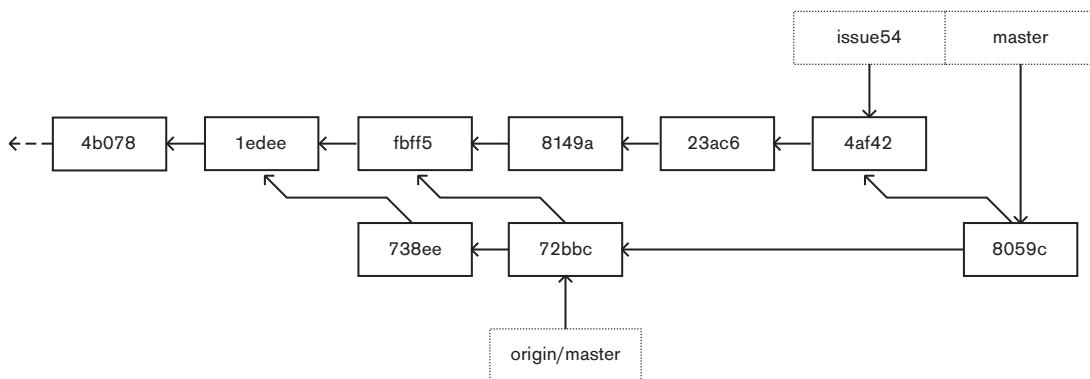 issue54
master
4b078
1edee
fbff5
8149a
23ac6
4af42
738ee
72bbc
8059c
origin/master